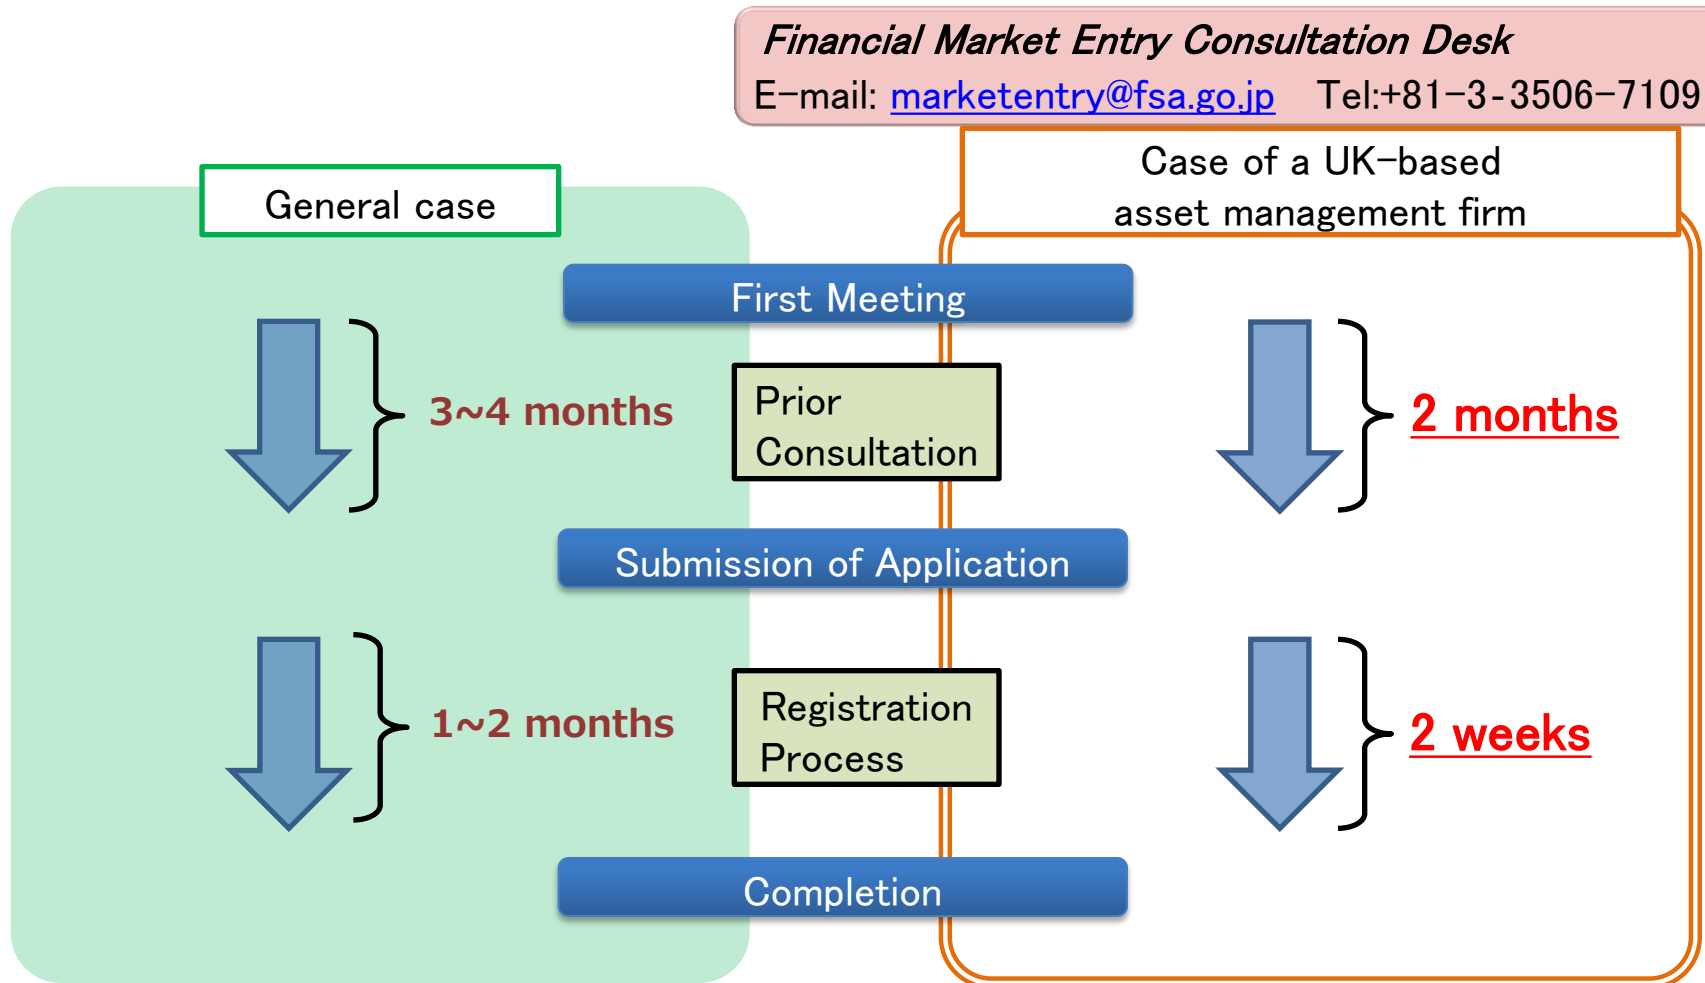 Financial Market Entry Consultation Desk
E-mail: marketentry@fsa.go.jp Tel:+81-3-3506-7109
General case
Case of a UK-based
asset management firm
First Meeting
3~4 months
Prior
Consultation
2 months
Submission of Application
1~2 months
Registration
Process
2 weeks
Completion